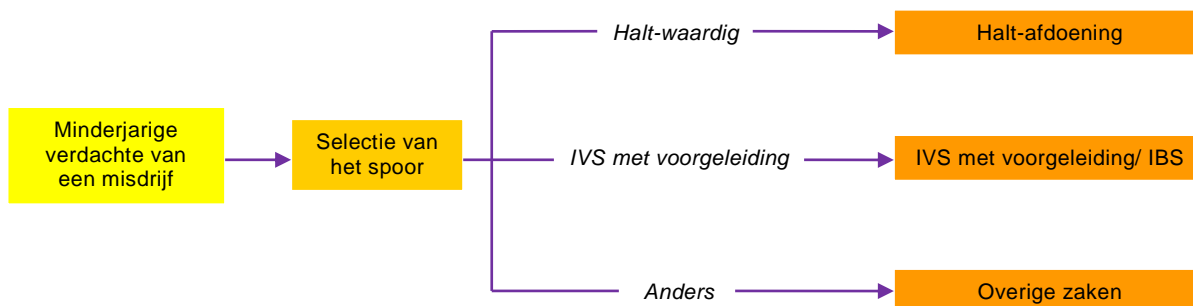 Halt-waardig
Halt-afdoening
Minderjarige
verdachte van
een misdrijf
Selectie van
het spoor
IVS met voorgeleiding
IVS met voorgeleiding/ IBS
Anders
Overige zaken